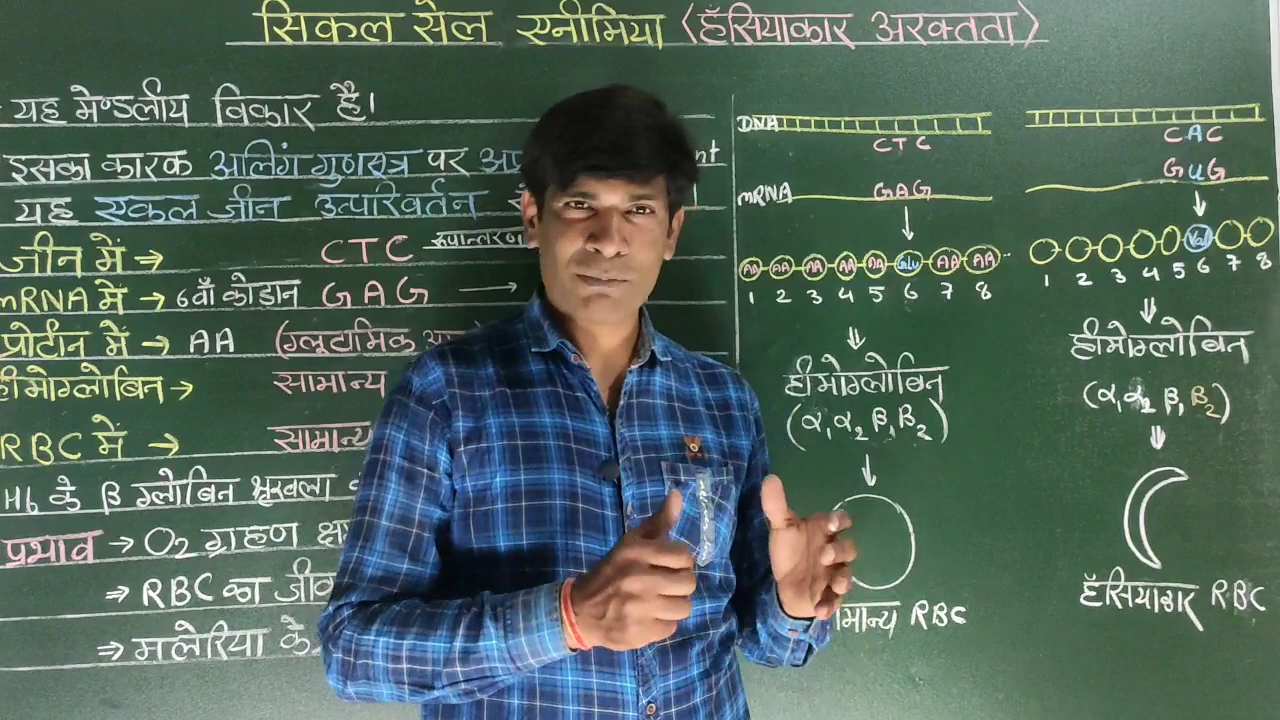 सिकल सेल एनीमिया (हँसियाकार अरक्तता)
यह मेण्डलीय विकार है।
इसका कारक अलिंग गुणसूत्र पर
यह एकल जीन उत्परिवर्तन
जीन में → CTC रूपान्तरण
mRNA में → 6वाँ कोडोन GAG →
प्रोटीन में → AA (ग्लूटामिक
हीमोग्लोबिन → सामान्य
RBC में → सामान्य
Hb के β ग्लोबिन श्रृंखला
प्रभाव → O2 ग्रहण
⇒ RBC का
⇒ मलेरिया के
DNA
CTC
mRNA GAG
AA AA AA AA AA Glu AA AA
1 2 3 4 5 6 7 8
हीमोग्लोबिन
(α1 α2 β1 β2)
RBC
CAC
GUG
Val
1 2 3 4 5 6 7 8
हीमोग्लोबिन
(α1 α2 β1 β2)
हँसियाकार RBC